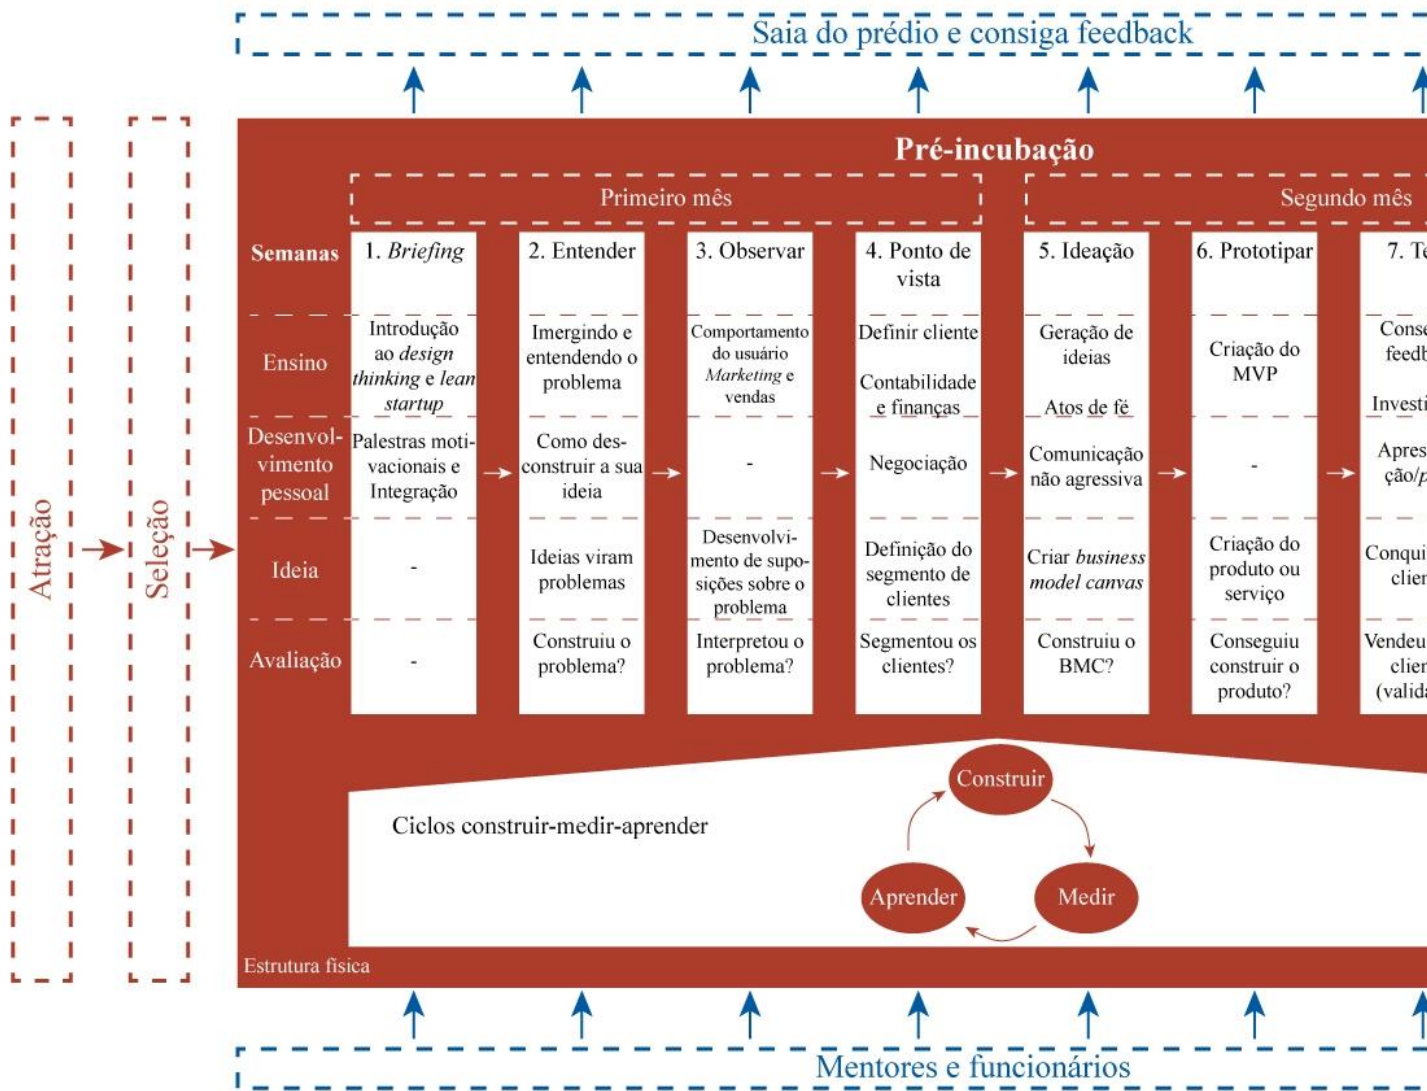 Saia do prédio e consiga feedback
Pré-incubação
Primeiro mês
Segundo mês
Semanas
1. Briefing
2. Entender
3. Observar
4. Ponto de
vista
5. Ideação
6. Prototipar
7.
Ensino
Introdução
ao design
thinking e lean
startup
Imergindo e
entendendo o
problema
Comportamento
do usuário
Marketing e
vendas
Definir cliente
Contabilidade
e finanças
Geração de
ideias
Atos de fé
Criação do
MVP
Desenvol-
vimento
pessoal
Palestras moti-
vacionais e
Integração
Como des-
construir a sua
ideia
-
Negociação
Comunicação
não agressiva
-
Ideia
-
Ideias viram
problemas
Desenvolvi-
mento de supo-
sições sobre o
problema
Definição do
segmento de
clientes
Criar business
model canvas
Criação do
produto ou
serviço
Avaliação
-
Construiu o
problema?
Interpretou o
problema?
Segmentou os
clientes?
Construiu o
BMC?
Conseguiu
construir o
produto?
Vendeu
Atração
Seleção
Ciclos construir-medir-aprender
Construir
Medir
Aprender
Estrutura física
Mentores e funcionários